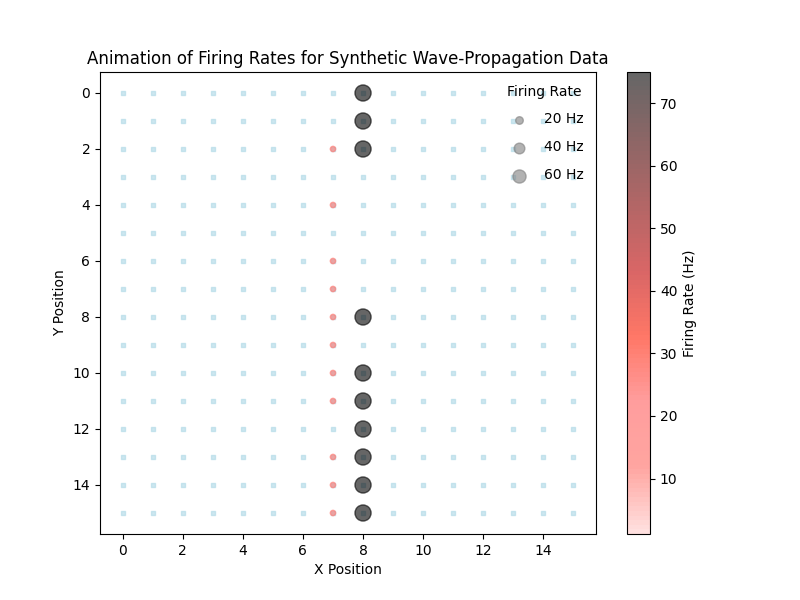 Animation of Firing Rates for Synthetic Wave-Propagation Data
Firing Rate
20 Hz
40 Hz
60 Hz
0
2
4
6
8
10
12
14
Y Position
0 2 4 6 8 10 12 14
X Position
70
60
50
40
30
20
10
Firing Rate (Hz)